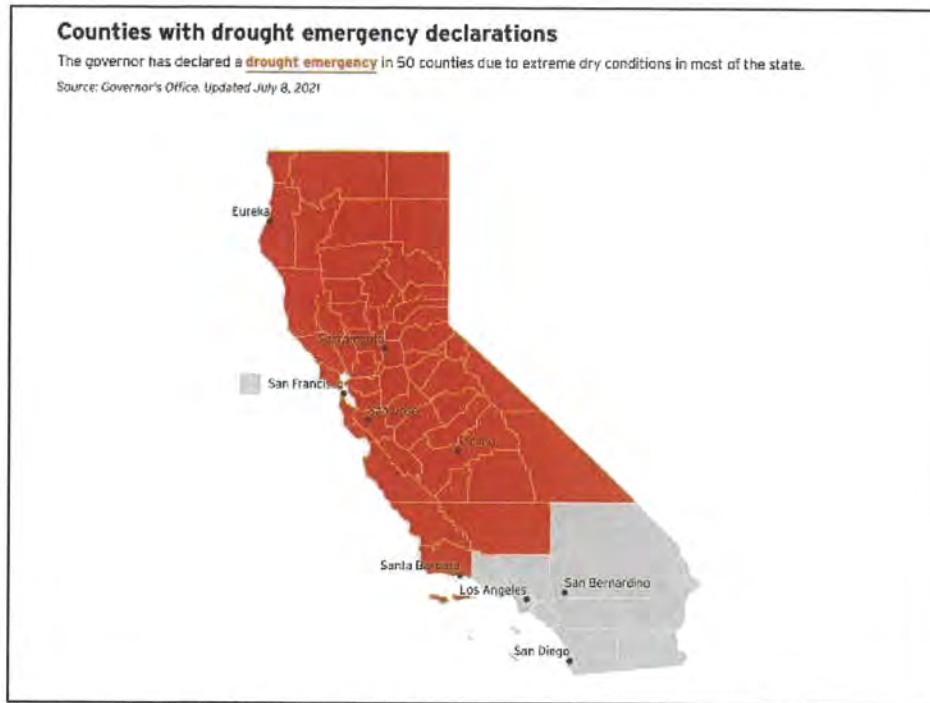 Counties with drought emergency declarations
The governor has declared a drought emergency in 50 counties due to extreme dry conditions in most of the state.
Source: Governor's Office. Updated July 8, 2021
Eureka
Sacramento
San Francisco
San Jose
Fresno
Santa Barbara
Los Angeles
San Bernardino
San Diego